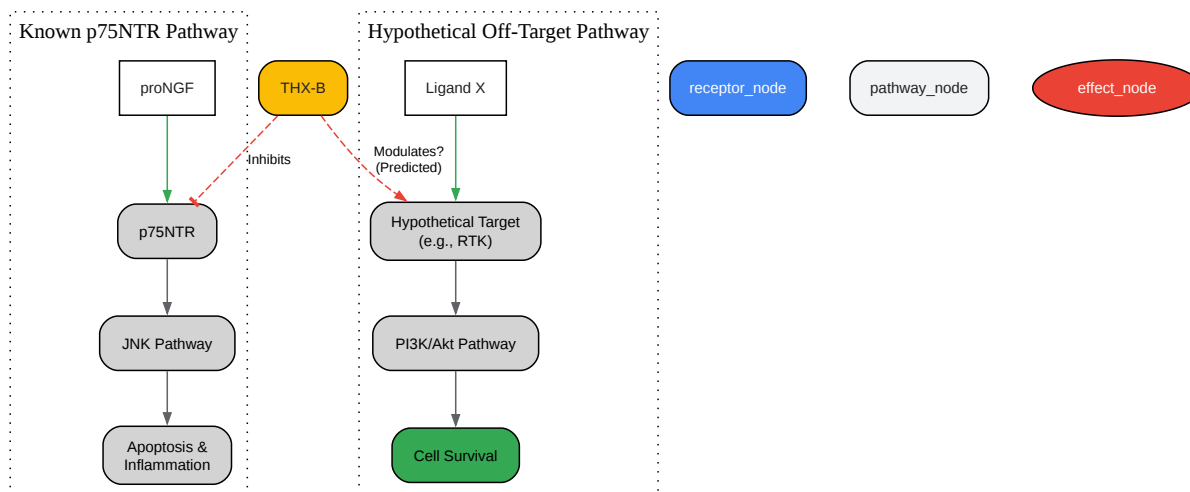 Known p75NTR Pathway
Hypothetical Off-Target Pathway
proNGF
THX-B
Ligand X
receptor_node
pathway_node
effect_node
Inhibits
Modulates?
(Predicted)
p75NTR
Hypothetical Target
(e.g., RTK)
JNK Pathway
PI3K/Akt Pathway
Apoptosis &
Inflammation
Cell Survival